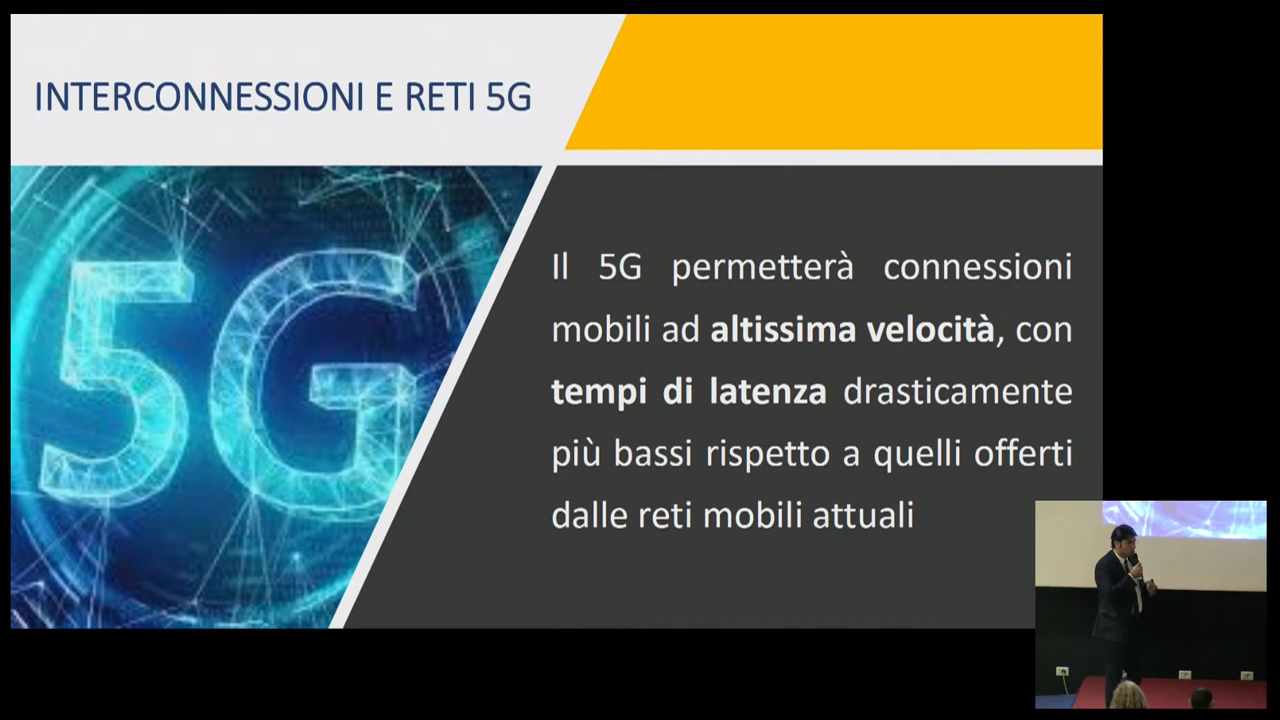 INTERCONNESSIONI E RETI 5G
5G
Il 5G permetterà connessioni
mobili ad altissima velocità, con
tempi di latenza drasticamente
più bassi rispetto a quelli offerti
dalle reti mobili attuali